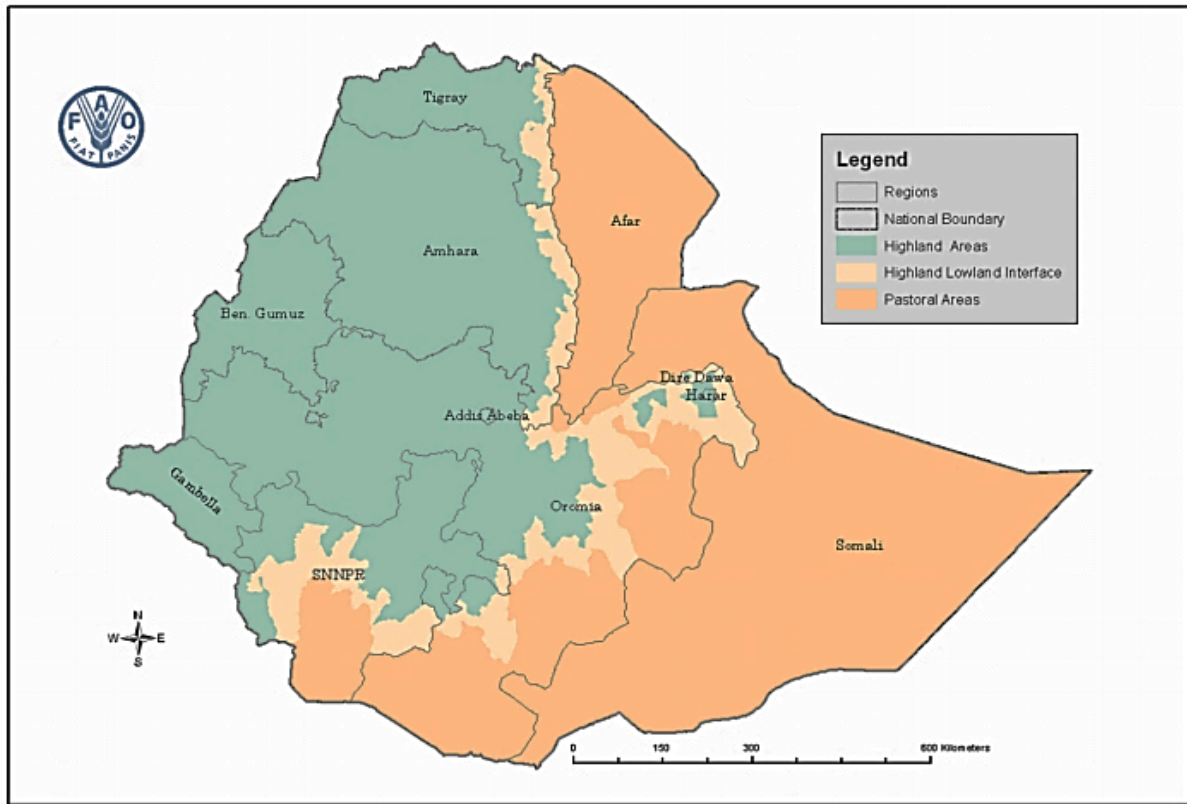 F A O
FIAT PANIS
Tigray
Afar
Amhara
Ben. Gumuz
Dire Dawa
Harar
Addis Abeba
Gambella
Oromia
Somali
SNNPR
Legend
Regions
National Boundary
Highland Areas
Highland Lowland Interface
Pastoral Areas
N
W E
S
0 150 300 600 Kilometers